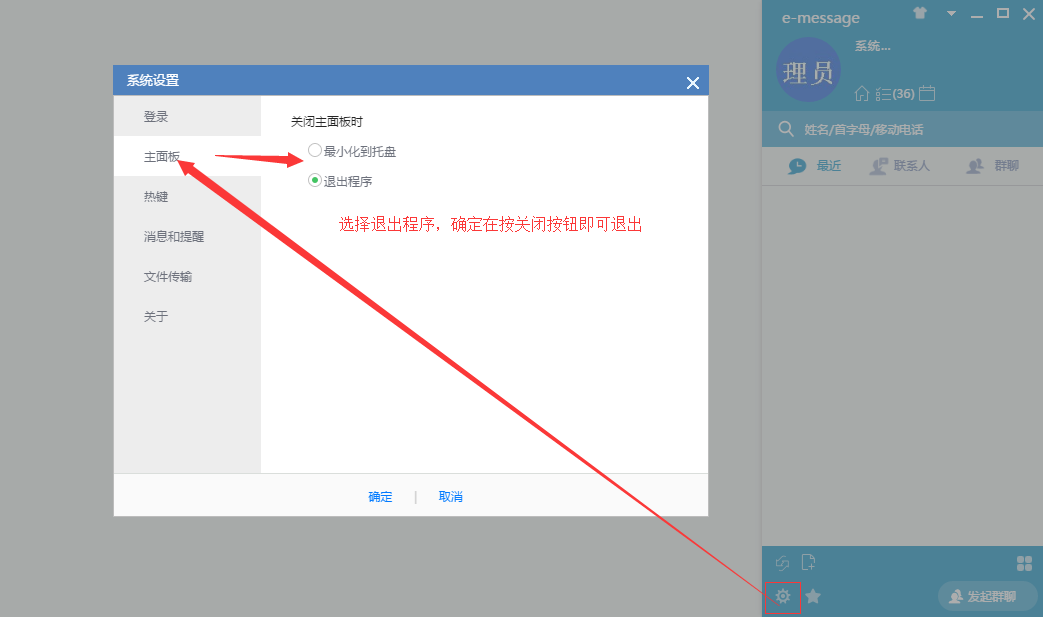 e-message
系统...
理员
(36)
姓名/首字母/移动电话
最近
联系人
群聊
系统设置
登录
主面板
热键
消息和提醒
文件传输
关于
关闭主面板时
最小化到托盘
退出程序
选择退出程序，确定在按关闭按钮即可退出
确定 | 取消
发起群聊